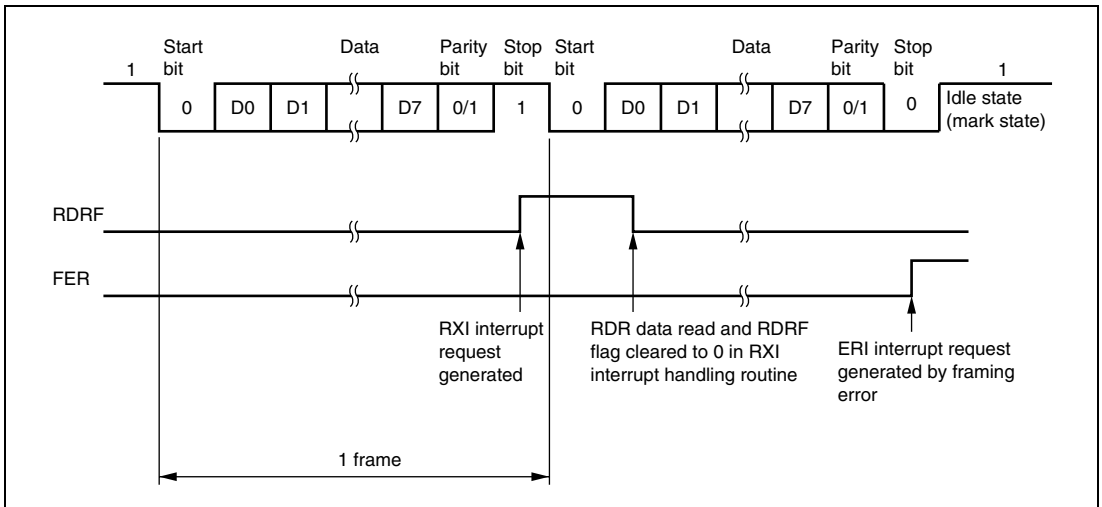 Start bit
Data
Parity bit
Stop bit
Start bit
Data
Parity bit
Stop bit
1
1
0
D0
D1
D7
0/1
1
0
D0
D1
D7
0/1
0
Idle state
(mark state)
RDRF
FER
RXI interrupt
request
generated
RDR data read and RDRF
flag cleared to 0 in RXI
interrupt handling routine
ERI interrupt request
generated by framing
error
1 frame